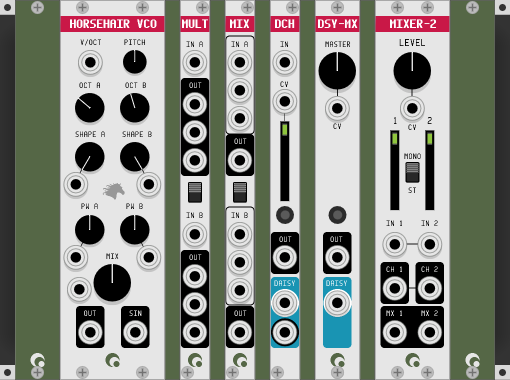 HORSEHAIR VCO
V/OCT PITCH
OCT A OCT B
SHAPE A SHAPE B
PW A PW B
MIX
OUT SIN
MULT
IN A
OUT
IN B
OUT
MIX
IN A
OUT
IN B
OUT
DCH
IN
CV
OUT
DAISY
DSY-MX
MASTER
CV
OUT
DAISY
MIXER-2
LEVEL
CV
1 2
MONO
ST
IN 1 IN 2
CH 1 CH 2
MX 1 MX 2